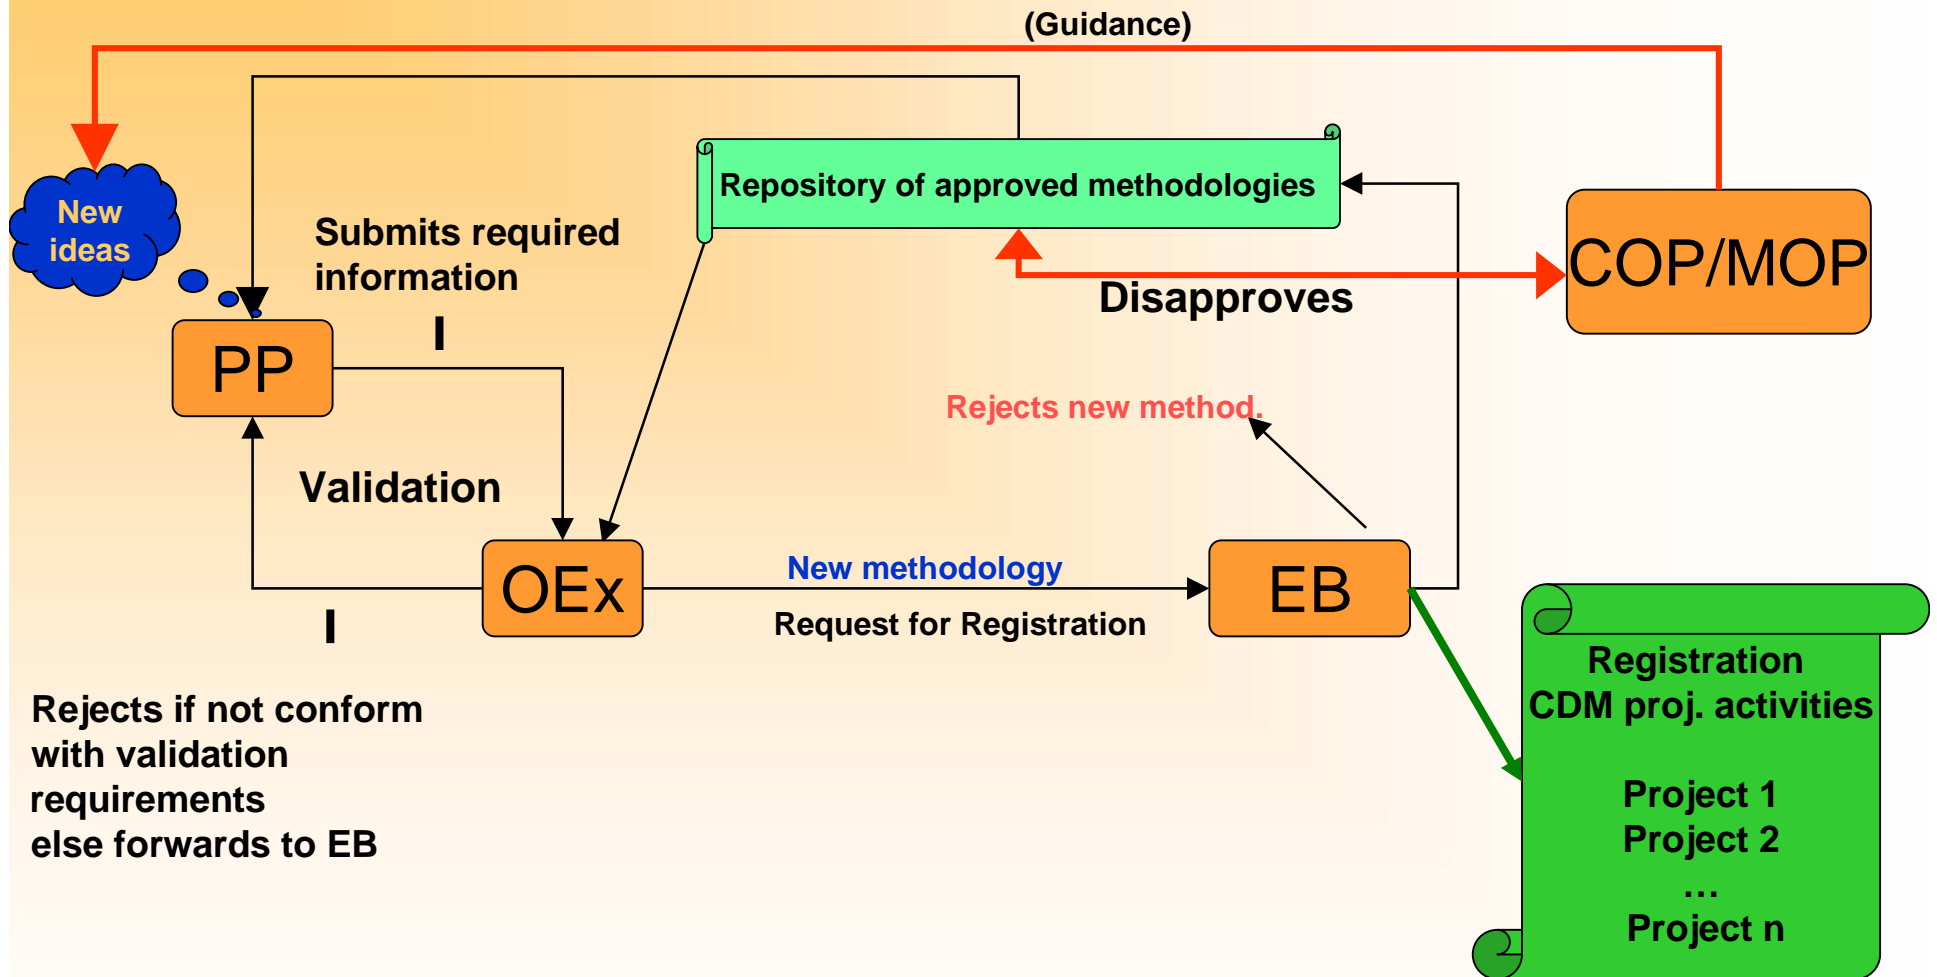 (Guidance)
New
ideas
Repository of approved methodologies
Submits required
information
COP/MOP
Disapproves
I
PP
Rejects new method.
Validation
OEx
New methodology
Request for Registration
EB
I
Rejects if not conform
with validation
requirements
else forwards to EB
Registration
CDM proj. activities
Project 1
Project 2
…
Project n